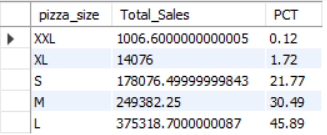 pizza_size Total_Sales PCT
XXL 1006.6000000000005 0.12
XL 14076 1.72
S 178076.49999999843 21.77
M 249382.25 30.49
L 375318.7000000087 45.89